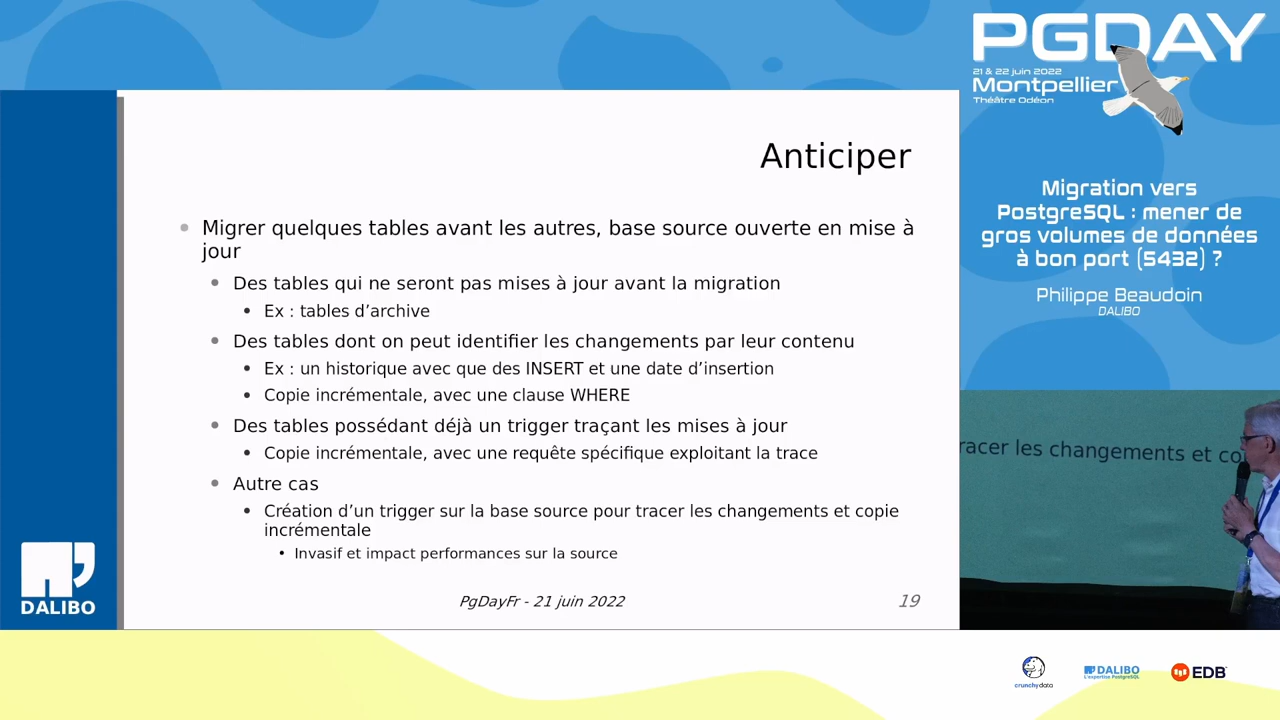 PGDAY
21 & 22 juin 2022
Montpellier
Théâtre Odéon
Anticiper
Migrer quelques tables avant les autres, base source ouverte en mise à
jour
Des tables qui ne seront pas mises à jour avant la migration
Ex : tables d’archive
Des tables dont on peut identifier les changements par leur contenu
Ex : un historique avec que des INSERT et une date d’insertion
Copie incrémentale, avec une clause WHERE
Des tables possédant déjà un trigger traçant les mises à jour
Copie incrémentale, avec une requête spécifique exploitant la trace
Autre cas
Création d’un trigger sur la base source pour tracer les changements et copie
incrémentale
Invasif et impact performances sur la source
PgDayFr - 21 juin 2022
19
DALIBO
Migration vers
PostgreSQL : mener de
gros volumes de données
à bon port (5432) ?
Philippe Beaudoin
DALIBO
racer les changements et co
crunchydata
DALIBO
L'expertise PostgreSQL
EDB